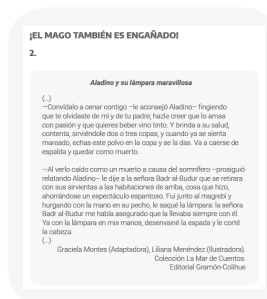 ¡EL MAGO TAMBIÉN ES ENGAÑADO!
2.
Aladino y su lámpara maravillosa
(...)
—Convídalo a cenar contigo —le aconsejó Aladino— fingiendo
que te olvidaste de mí y de tu padre; hazle creer que lo amas
con pasión y que quieres beber vino tinto. Y brinda a su salud,
contenta, sirviéndole dos o tres copas, y cuando ya se sienta
mareado, echas este polvo en la copa y se la das. Va a caerse de
espalda y quedar como muerto.
—Al verlo caído como un muerto a causa del somnífero —prosiguió
relatando Aladino— le dije a la señora Badr al-Budur que se retirara
con sus sirvientas a las habitaciones de arriba, cosa que hizo,
ahorrándose un espectáculo espantoso. Fui junto al magrebí y
hurgando con la mano en su pecho, le saqué la lámpara: la señora
Badr al-Budur me había asegurado que la llevaba siempre con él.
Ya con la lámpara en mis manos, desenvainé la espada y le corté
la cabeza.
(...)
Graciela Montes (Adaptadora), Liliana Menéndez (Ilustradora).
Colección La Mar de Cuentos.
Editorial Gramón-Colihue